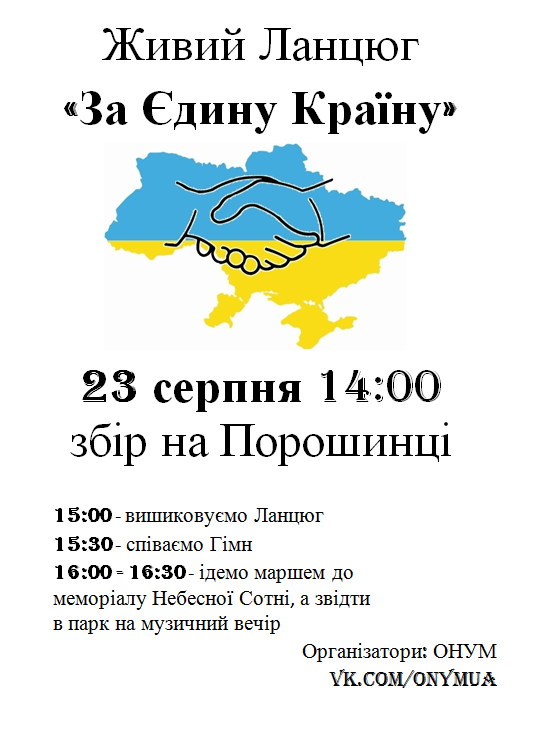 Живий Ланцюг
«За Єдину Країну»
23 серпня 14:00
збір на Порошинці
15:00 - вишиковуємо Ланцюг
15:30 - співаємо Гімн
16:00 - 16:30 - ідемо маршем до
меморіалу Небесної Сотні, а звідти
в парк на музичний вечір
Організатори: ОНУМ
VK.COM/ONYMUA